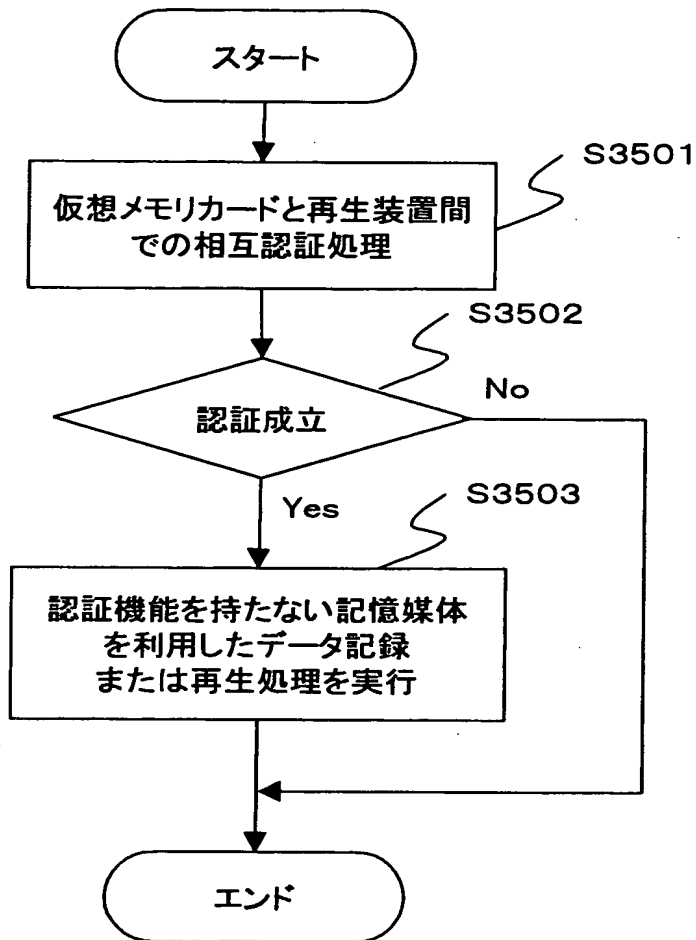 スタート
S3501
仮想メモリカードと再生装置間
での相互認証処理
S3502
認証成立
No
Yes
S3503
認証機能を持たない記憶媒体
を利用したデータ記録
または再生処理を実行
エンド